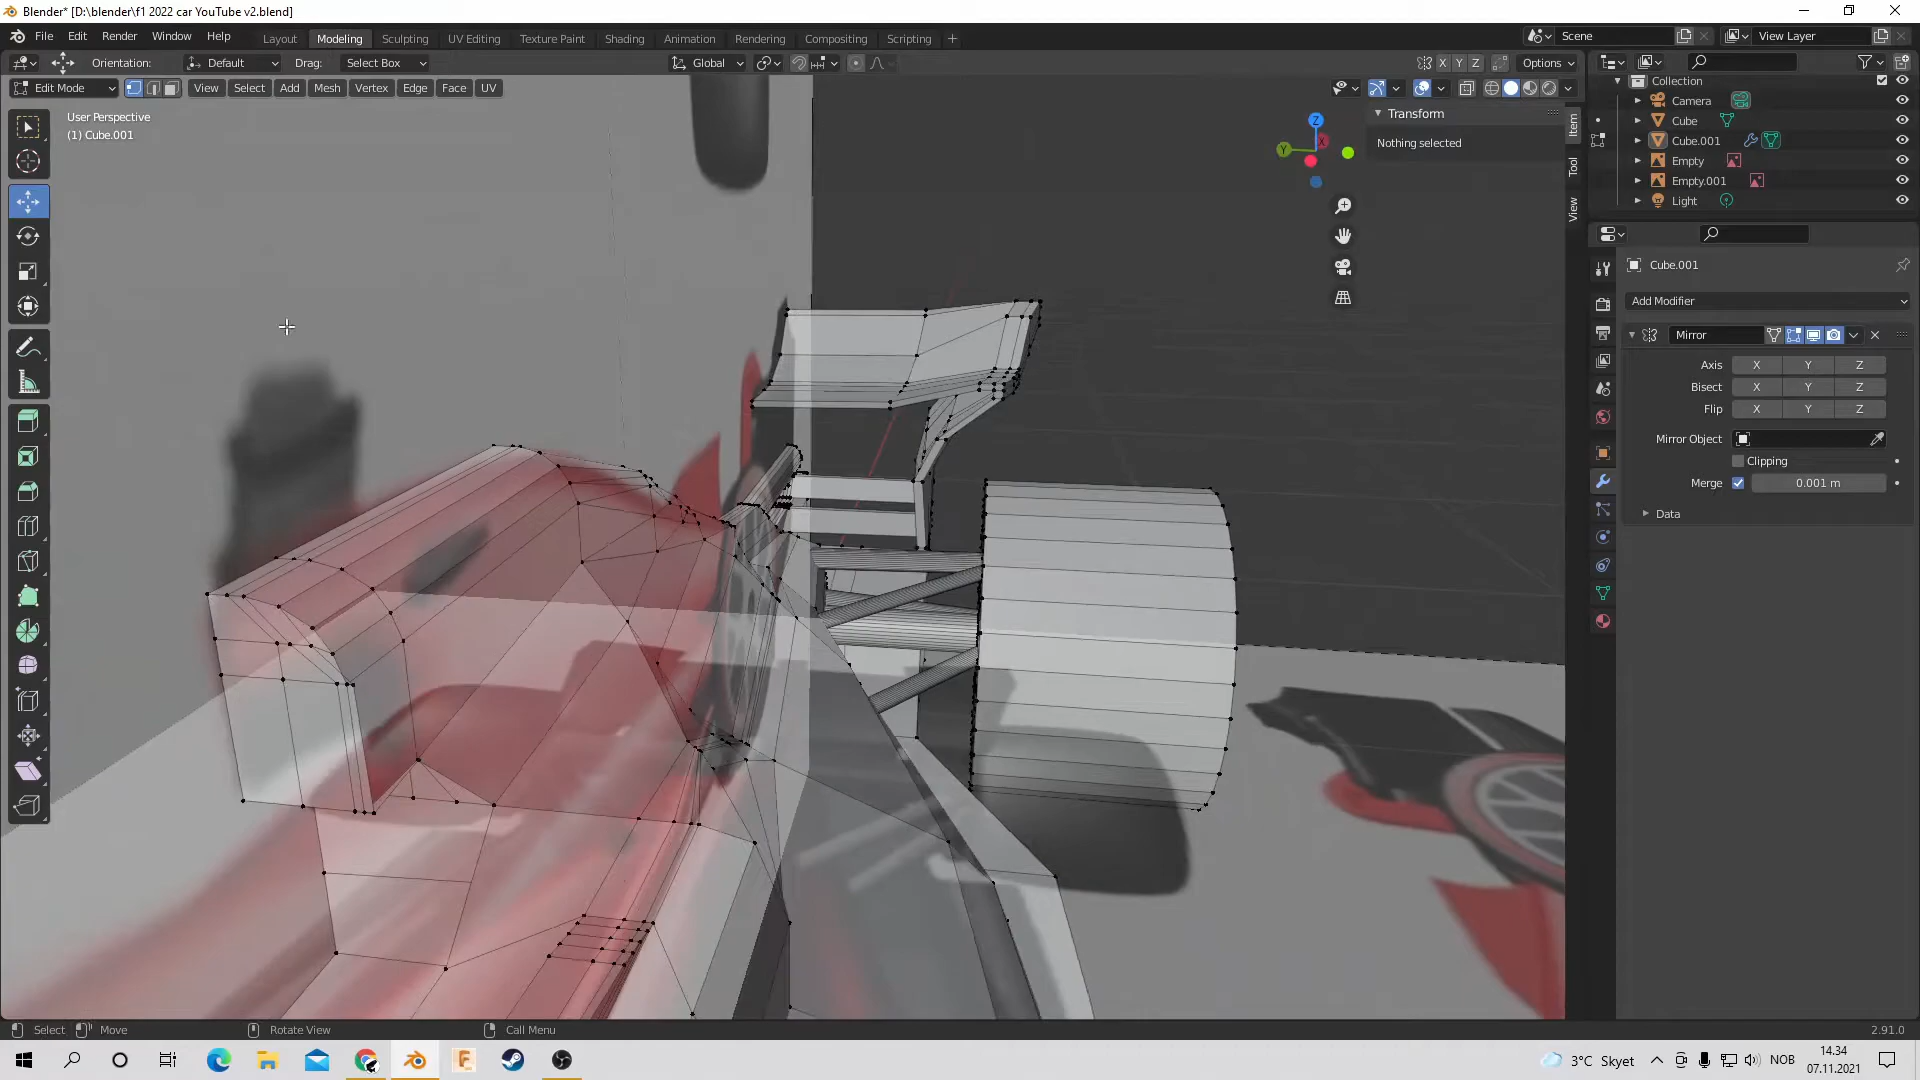 Blender* [D:\blender\f1 2022 car YouTube v2.blend]
File Edit Render Window Help
Layout Modeling Sculpting UV Editing Texture Paint Shading Animation Rendering Compositing Scripting +
Scene View Layer
Orientation: Default Drag: Select Box Global X Y Z Options
Edit Mode View Select Add Mesh Vertex Edge Face UV
User Perspective
(1) Cube.001
Transform
Nothing selected
Item
Tool
View
Z
Y
X
Collection
Camera
Cube
Cube.001
Empty
Empty.001
Light
Cube.001
Add Modifier
Mirror
Axis X Y Z
Bisect X Y Z
Flip X Y Z
Mirror Object
Clipping
Merge 0.001 m
Data
Select Move Rotate View Call Menu 2.91.0
3°C Skyet NOB 14.34
07.11.2021